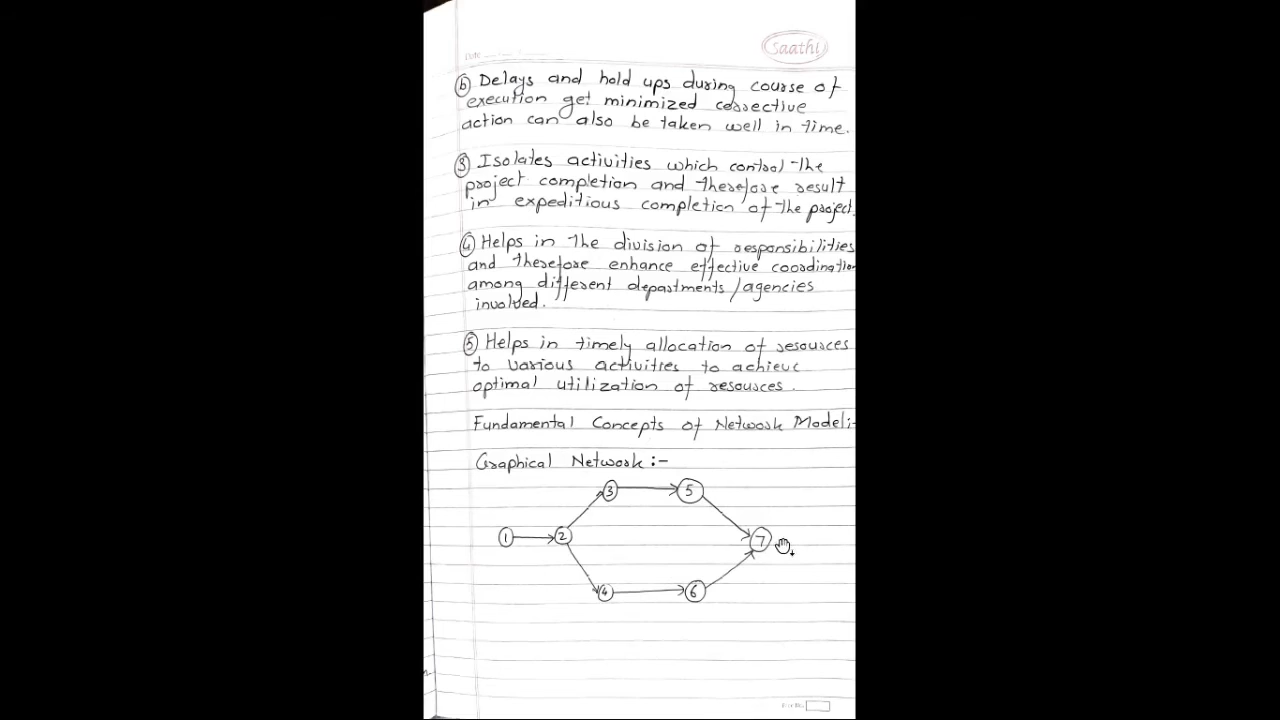 Date
Saathi
ⓑ Delays and hold ups during course of
execution get minimized corrective
action can also be taken well in time.
③ Isolates activities which control the
project completion and therefore result
in expeditious completion of the project.
④ Helps in the division of responsibilities
and therefore enhance effective coordination
among different departments/agencies
involved.
⑤ Helps in timely allocation of resources
to various activities to achieve
optimal utilization of resources.
Fundamental Concepts of Network Model:-
Graphical Network:-
3 5
1 2 7
4 6